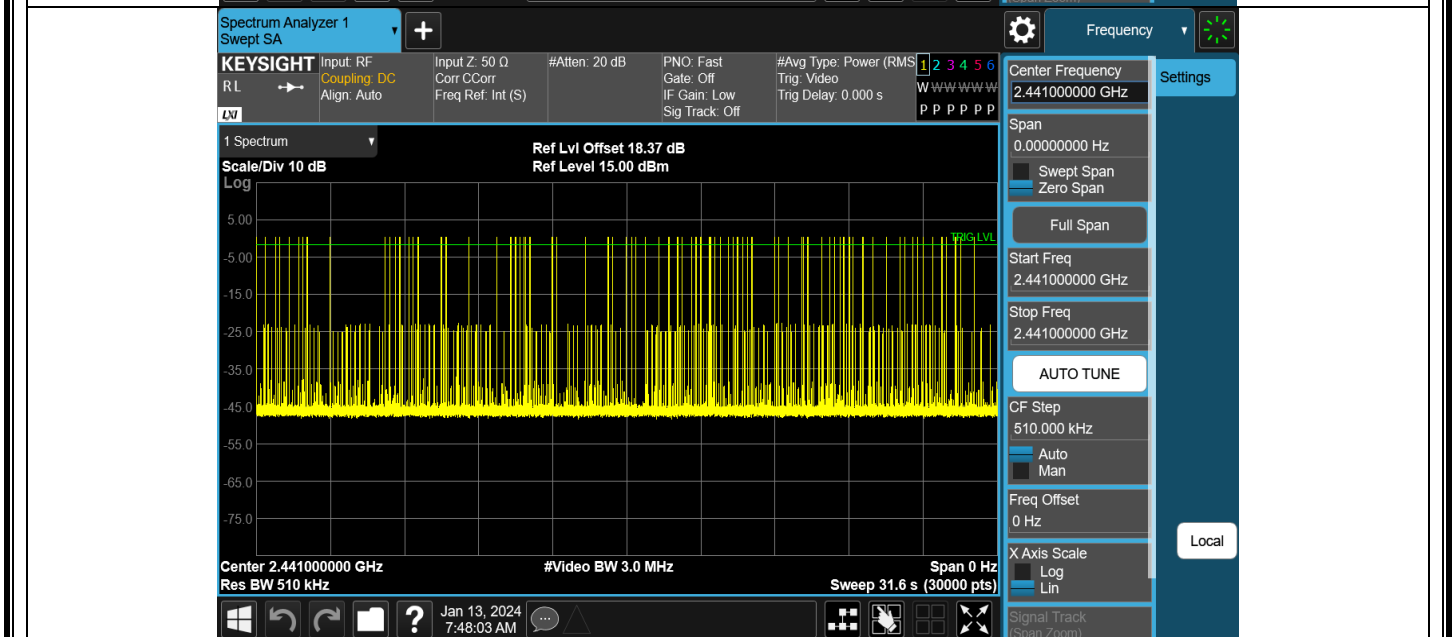 Spectrum Analyzer 1
Swept SA
+
Frequency
KEYSIGHT
RL
LXI
Input: RF
Coupling: DC
Align: Auto
Input Z: 50 Ω
Corr CCorr
Freq Ref: Int (S)
#Atten: 20 dB
PNO: Fast
Gate: Off
IF Gain: Low
Sig Track: Off
#Avg Type: Power (RMS
Trig: Video
Trig Delay: 0.000 s
1 2 3 4 5 6
W W W W W W
P P P P P P
Center Frequency
2.441000000 GHz
Settings
Span
0.00000000 Hz
Swept Span
Zero Span
Full Span
Start Freq
2.441000000 GHz
Stop Freq
2.441000000 GHz
AUTO TUNE
CF Step
510.000 kHz
Auto
Man
Freq Offset
0 Hz
X Axis Scale
Log
Lin
Signal Track
(Span Zoom)
Local
1 Spectrum
Scale/Div 10 dB
Log
Ref Lvl Offset 18.37 dB
Ref Level 15.00 dBm
TRIG LVL
5.00
-5.00
-15.0
-25.0
-35.0
-45.0
-55.0
-65.0
-75.0
Center 2.441000000 GHz
Res BW 510 kHz
#Video BW 3.0 MHz
Span 0 Hz
Sweep 31.6 s (30000 pts)
?
Jan 13, 2024
7:48:03 AM